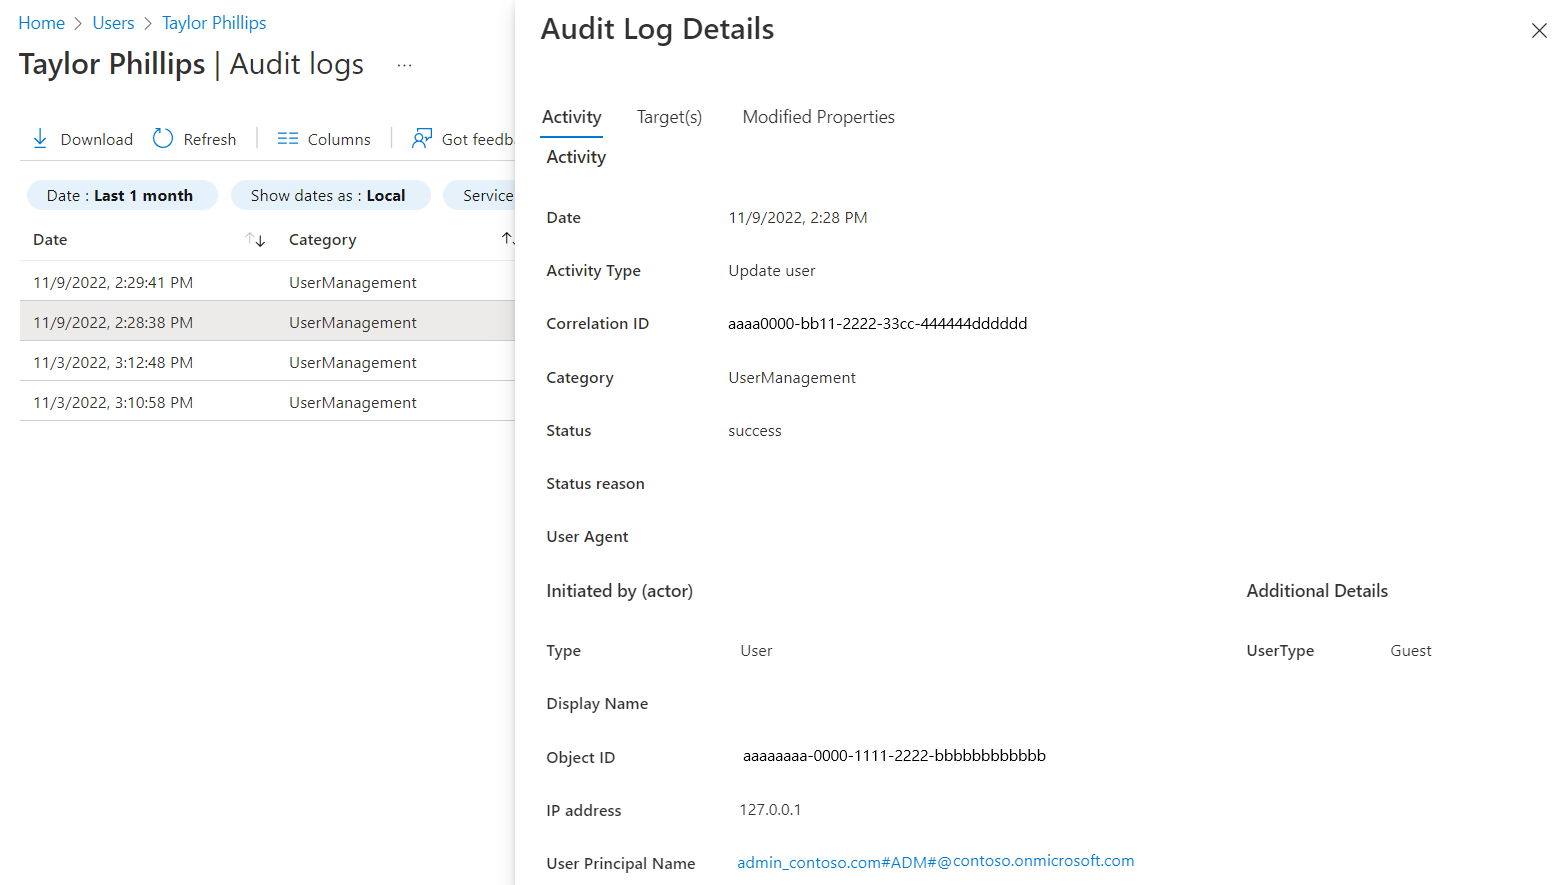 Home > Users > Taylor Phillips
Taylor Phillips | Audit logs ...
Download Refresh Columns Got feedb
Date : Last 1 month Show dates as : Local Service
Date Category
11/9/2022, 2:29:41 PM UserManagement
11/9/2022, 2:28:38 PM UserManagement
11/3/2022, 3:12:48 PM UserManagement
11/3/2022, 3:10:58 PM UserManagement
Audit Log Details
Activity Target(s) Modified Properties
Activity
Date 11/9/2022, 2:28 PM
Activity Type Update user
Correlation ID aaaa0000-bb11-2222-33cc-444444dddddd
Category UserManagement
Status success
Status reason
User Agent
Initiated by (actor) Additional Details
Type User UserType Guest
Display Name
Object ID aaaaaaaa-0000-1111-2222-bbbbbbbbbbbb
IP address 127.0.0.1
User Principal Name admin_contoso.com#ADM#@contoso.onmicrosoft.com